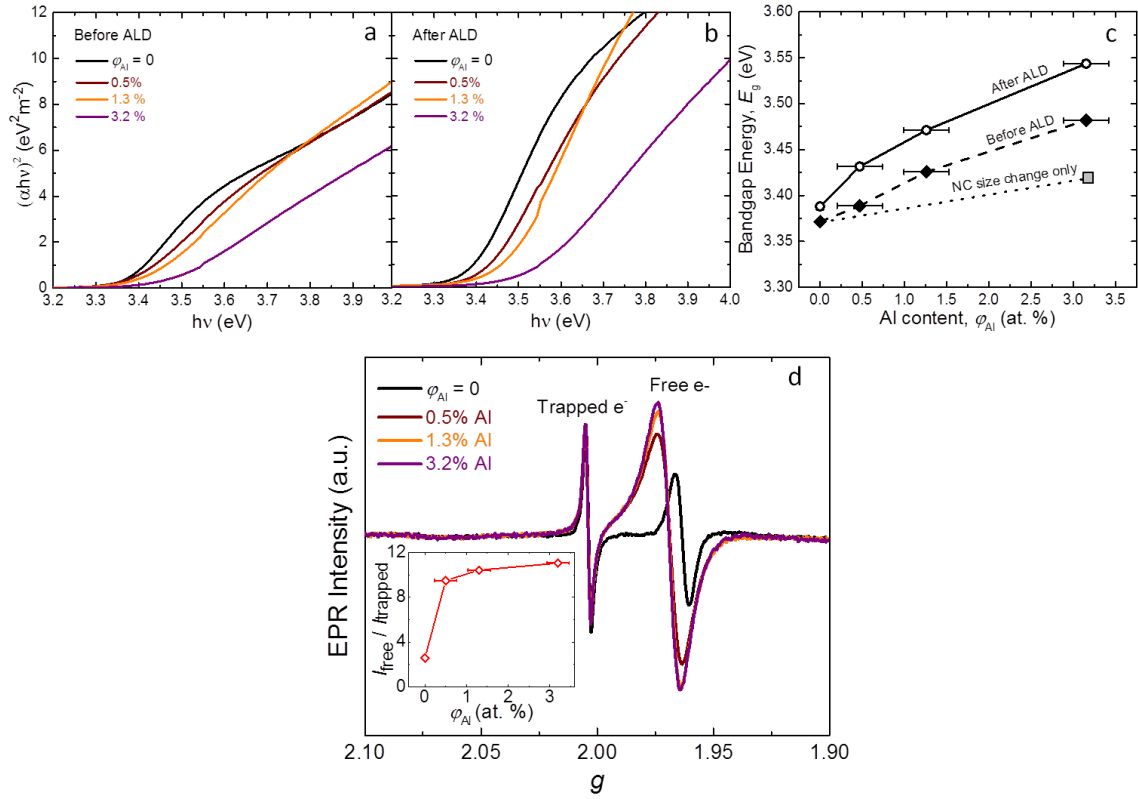 Before ALD
a
φAl = 0
0.5%
1.3 %
3.2 %
(αhν)² (eV²m⁻²)
12
10
8
6
4
2
0
3.2 3.3 3.4 3.5 3.6 3.7 3.8 3.9
hν (eV)
After ALD
b
φAl = 0
0.5%
1.3 %
3.2 %
3.2 3.3 3.4 3.5 3.6 3.7 3.8 3.9 4.0
hν (eV)
c
After ALD
Before ALD
NC size change only
Bandgap Energy, Eg (eV)
3.60
3.55
3.50
3.45
3.40
3.35
3.30
0.0 0.5 1.0 1.5 2.0 2.5 3.0 3.5
Al content, φAl (at. %)
d
φAl = 0
0.5% Al
1.3% Al
3.2% Al
Trapped e⁻
Free e-
EPR Intensity (a.u.)
Ifree / Itrapped
12
8
4
0
0 1 2 3
φAl (at. %)
2.10 2.05 2.00 1.95 1.90
g